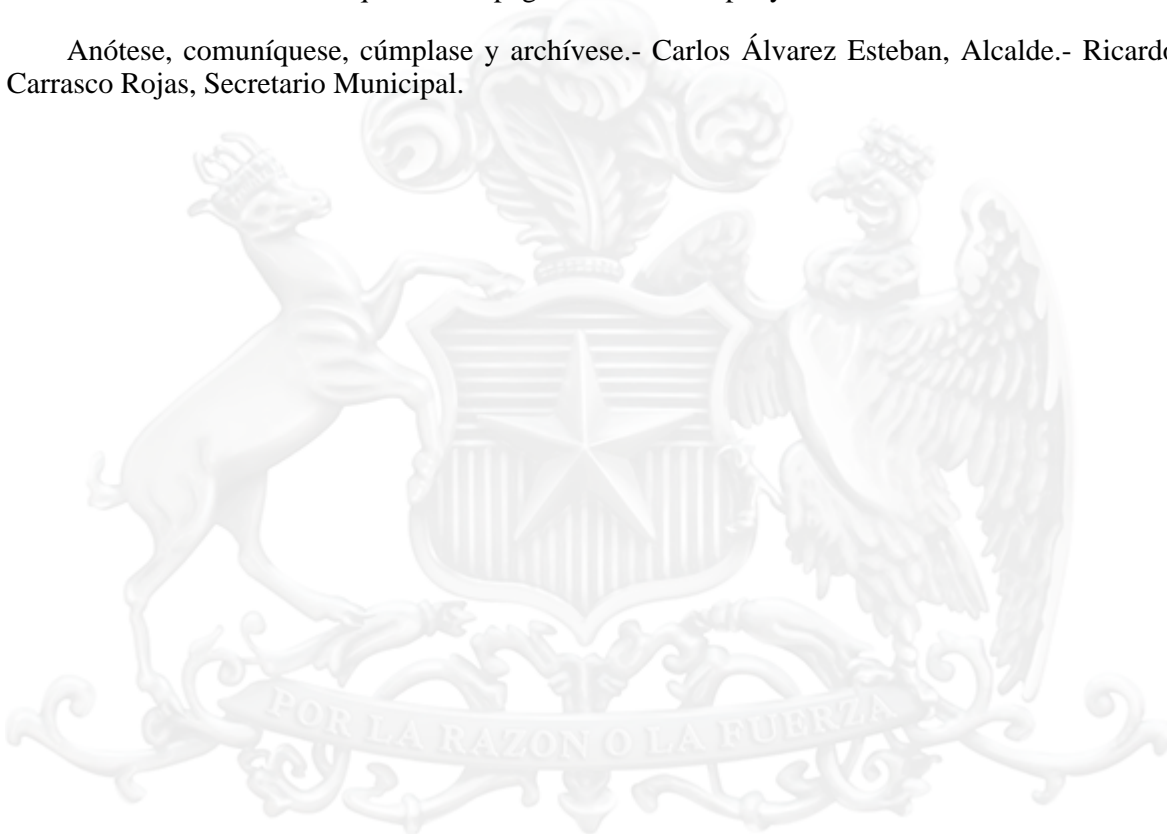 Anótese, comuníquese, cúmplase y archívese.- Carlos Álvarez Esteban, Alcalde.- Ricardo
Carrasco Rojas, Secretario Municipal.
POR LA RAZON O LA FUERZA